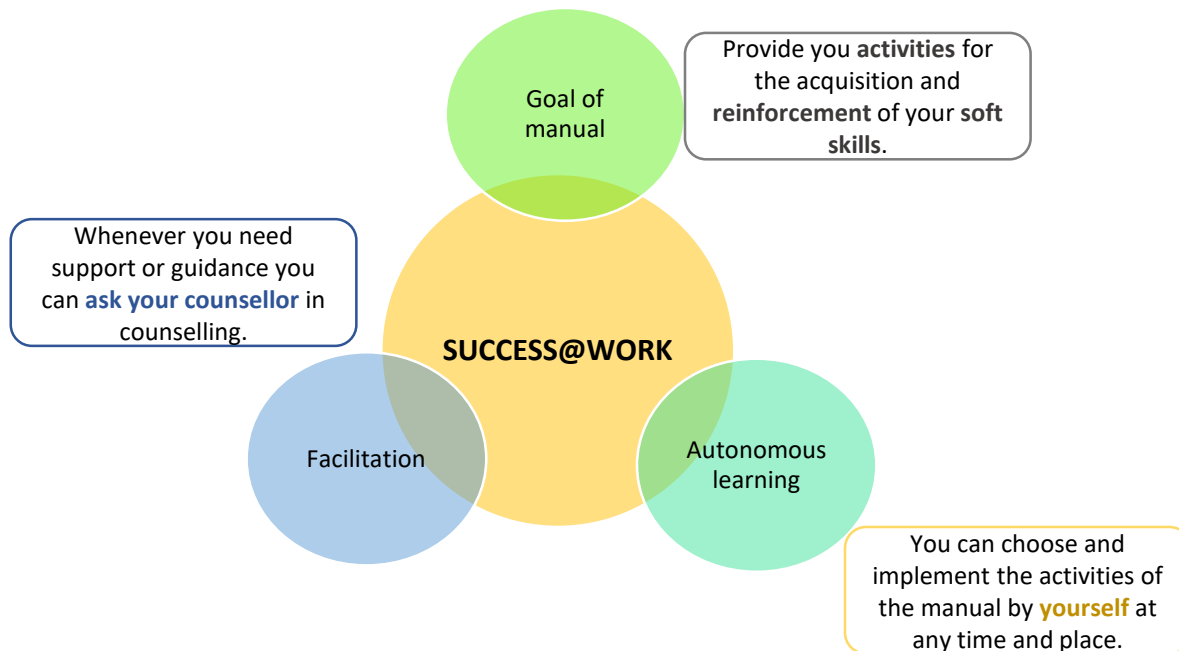 Goal of
manual
Provide you activities for
the acquisition and
reinforcement of your soft
skills.
Whenever you need
support or guidance you
can ask your counsellor in
counselling.
SUCCESS@WORK
Facilitation
Autonomous
learning
You can choose and
implement the activities of
the manual by yourself at
any time and place.